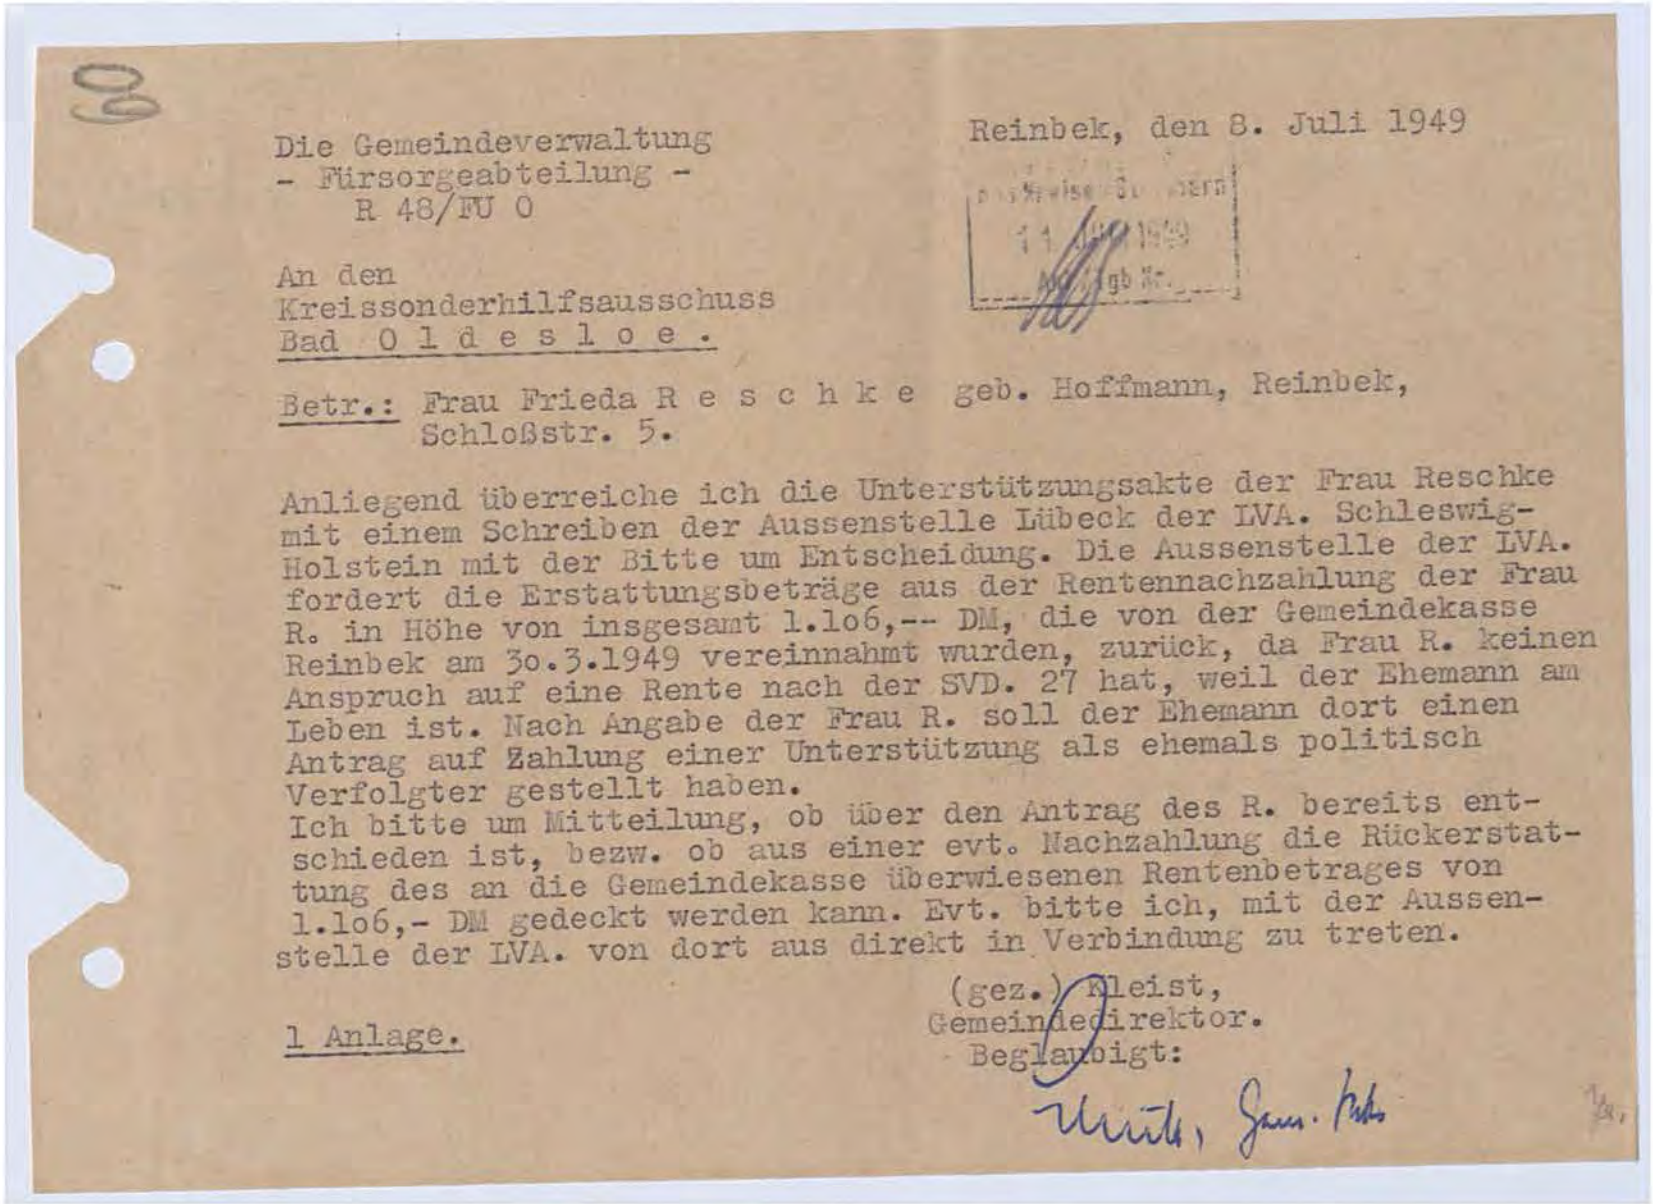 Die Gemeindeverwaltung
- Fürsorgeabteilung -
R 48/FU 0
Reinbek, den 8. Juli 1949
11 1949
An den
Kreissonderhilfsausschuss
Bad O l d e s l o e .
Betr.: Frau Frieda R e s c h k e geb. Hoffmann, Reinbek,
Schloßstr. 5.
Anliegend überreiche ich die Unterstützungsakte der Frau Reschke
mit einem Schreiben der Aussenstelle Lübeck der LVA. Schleswig-
Holstein mit der Bitte um Entscheidung. Die Aussenstelle der LVA.
fordert die Erstattungsbeträge aus der Rentennachzahlung der Frau
R. in Höhe von insgesamt 1.1o6,-- DM, die von der Gemeindekasse
Reinbek am 3o.3.1949 vereinnahmt wurden, zurück, da Frau R. keinen
Anspruch auf eine Rente nach der SVD. 27 hat, weil der Ehemann am
Leben ist. Nach Angabe der Frau R. soll der Ehemann dort einen
Antrag auf Zahlung einer Unterstützung als ehemals politisch
Verfolgter gestellt haben.
Ich bitte um Mitteilung, ob über den Antrag des R. bereits ent-
schieden ist, bezw. ob aus einer evt. Nachzahlung die Rückerstat-
tung des an die Gemeindekasse überwiesenen Rentenbetrages von
1.1o6,- DM gedeckt werden kann. Evt. bitte ich, mit der Aussen-
stelle der LVA. von dort aus direkt in Verbindung zu treten.
(gez.) Kleist,
Gemeindedirektor.
Beglaubigt:
1 Anlage.